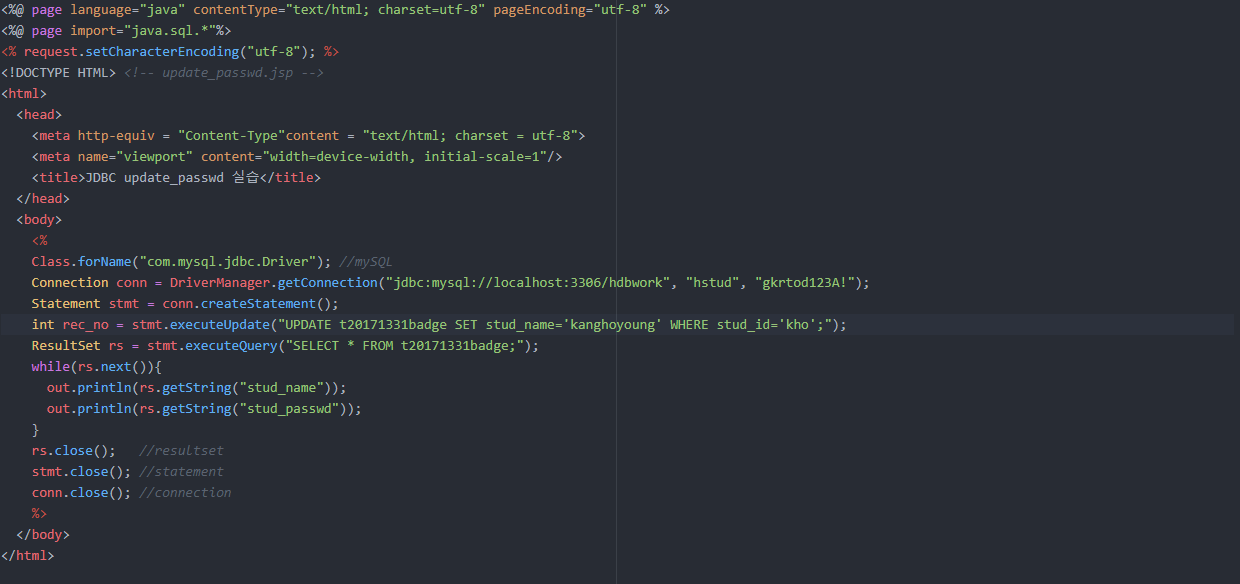 <%@ page language="java" contentType="text/html; charset=utf-8" pageEncoding="utf-8" %>
<%@ page import="java.sql.*"%>
<% request.setCharacterEncoding("utf-8"); %>
<!DOCTYPE HTML> <!-- update_passwd.jsp -->
<html>
  <head>
    <meta http-equiv = "Content-Type"content = "text/html; charset = utf-8">
    <meta name="viewport" content="width=device-width, initial-scale=1"/>
    <title>JDBC update_passwd 실습</title>
  </head>
  <body>
    <%
    Class.forName("com.mysql.jdbc.Driver"); //mySQL
    Connection conn = DriverManager.getConnection("jdbc:mysql://localhost:3306/hdbwork", "hstud", "gkrtod123A!");
    Statement stmt = conn.createStatement();
    int rec_no = stmt.executeUpdate("UPDATE t20171331badge SET stud_name='kanghoyoung' WHERE stud_id='kho';");
    ResultSet rs = stmt.executeQuery("SELECT * FROM t20171331badge;");
    while(rs.next()){
      out.println(rs.getString("stud_name"));
      out.println(rs.getString("stud_passwd"));
    }
    rs.close();   //resultset
    stmt.close(); //statement
    conn.close(); //connection
    %>
  </body>
</html>